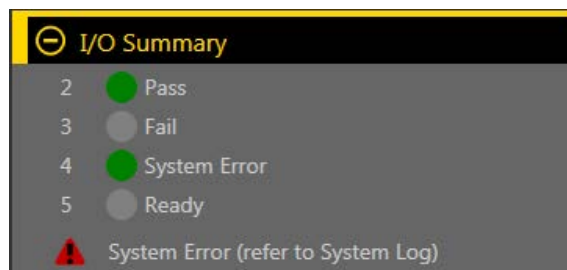 I/O Summary
2 Pass
3 Fail
4 System Error
5 Ready
System Error (refer to System Log)